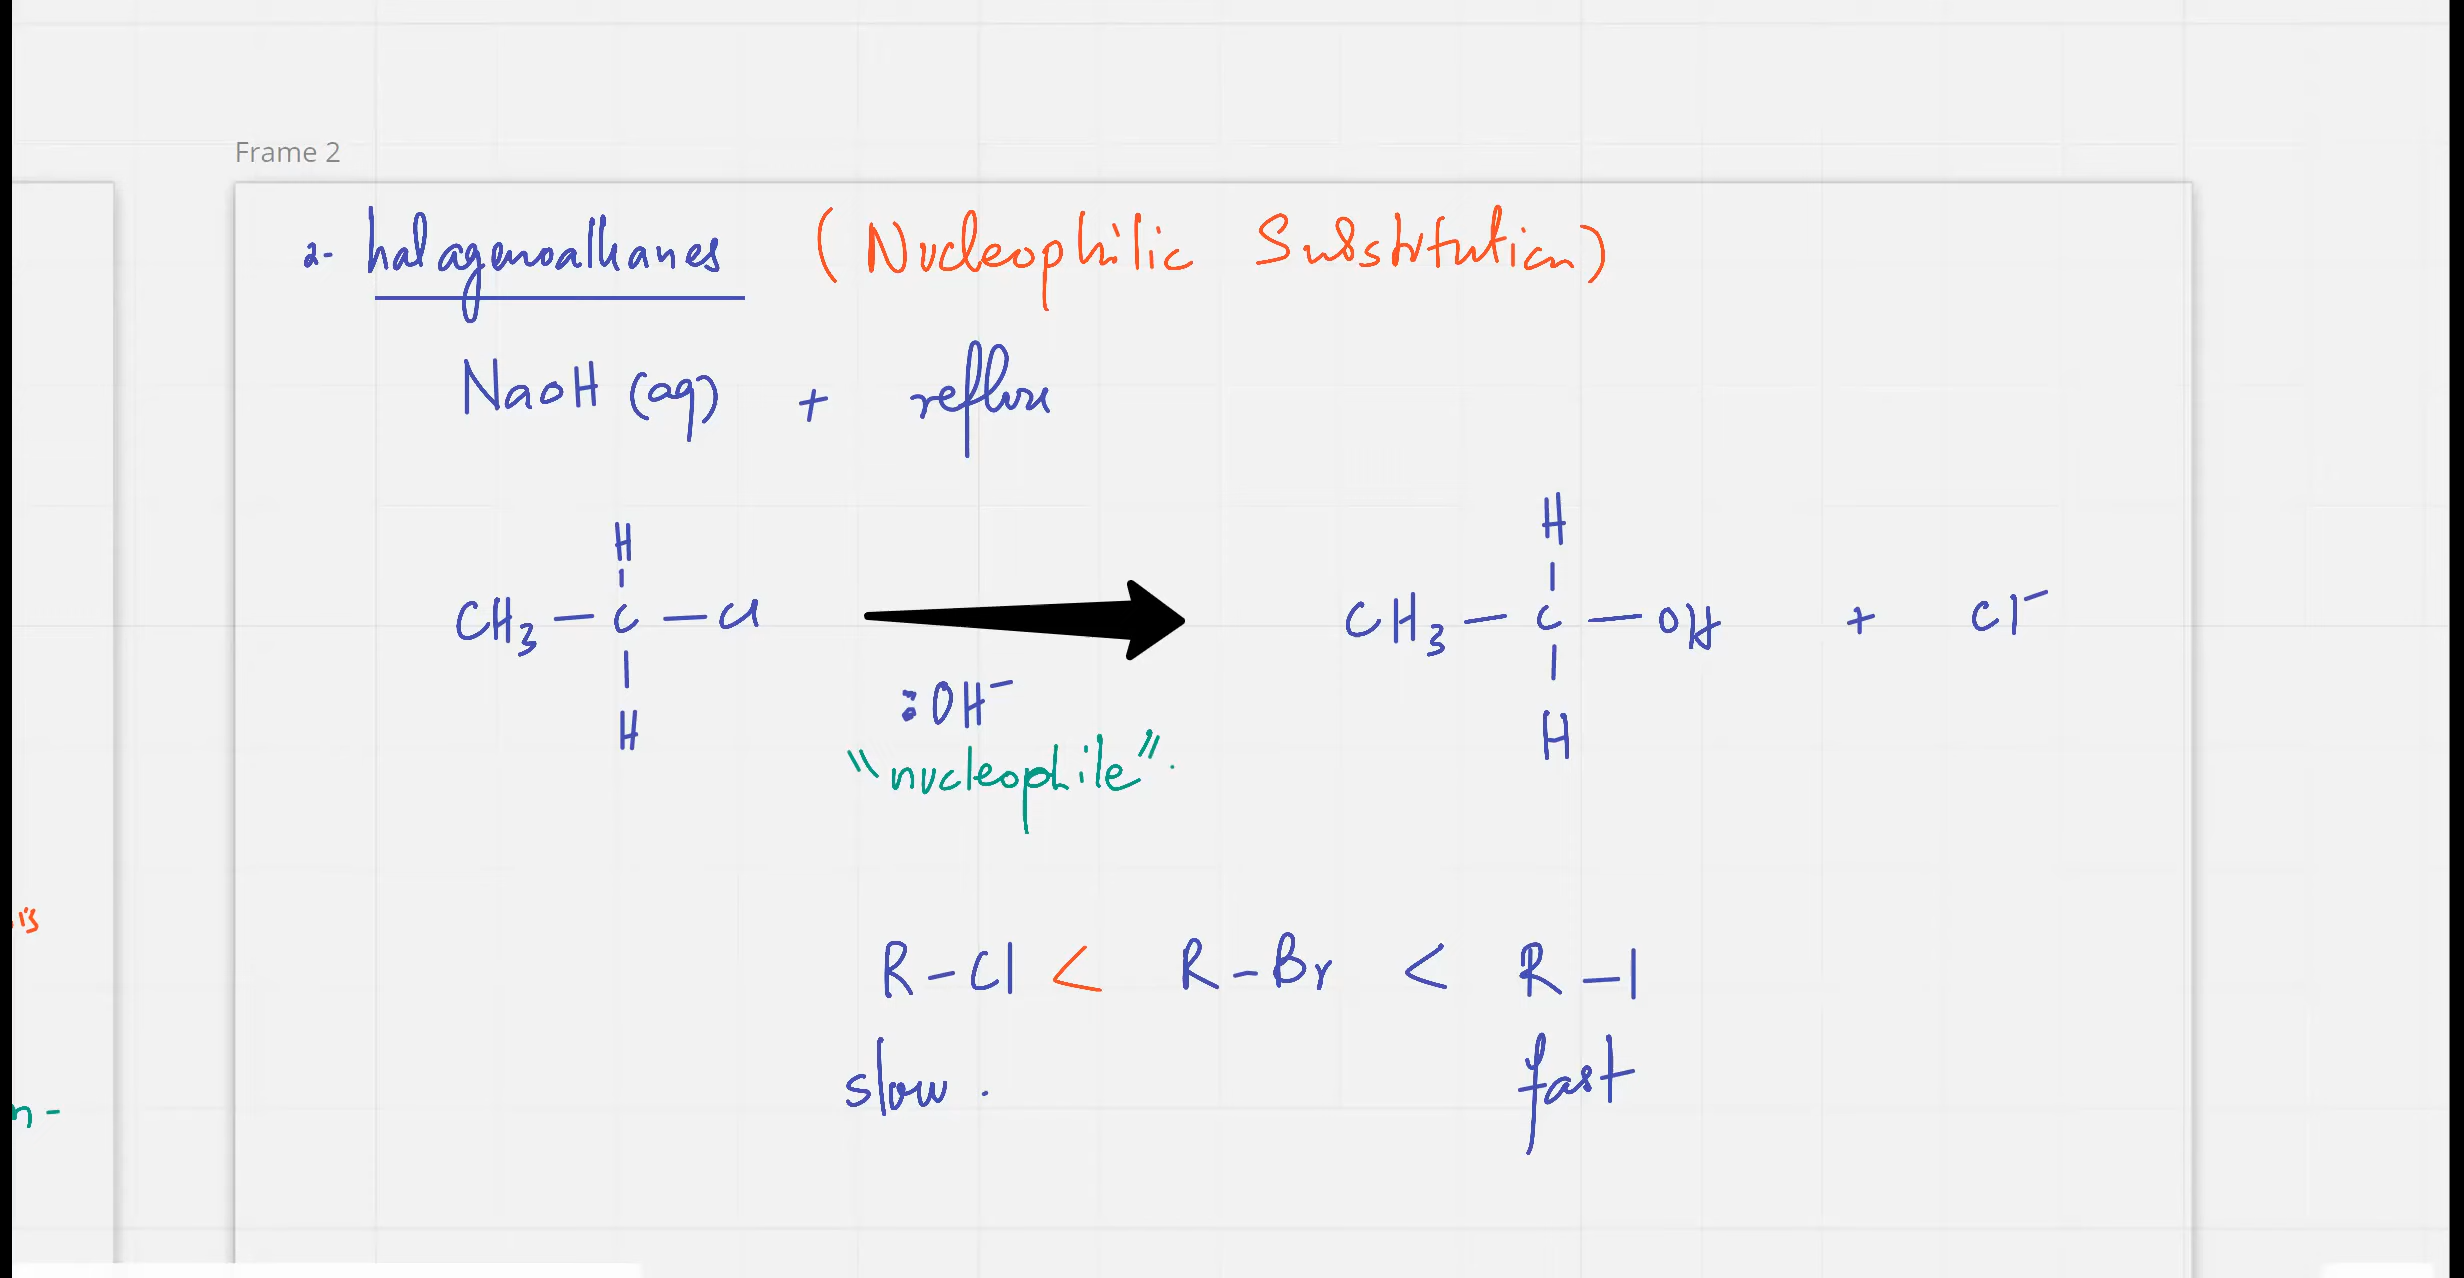 Frame 2
2- halogenoalkanes (Nucleophilic Substitution)
NaOH (aq) + reflux
H H
CH3 — C — Cl CH3 — C — OH + Cl⁻
:OH⁻
H H
"nucleophile".
is
R-Cl < R-Br < R-I
slow. fast
n-